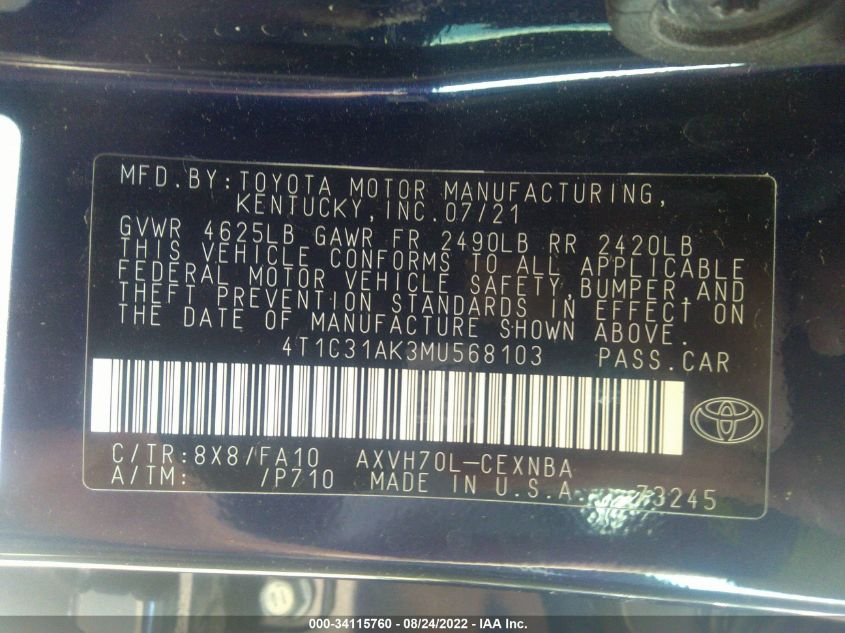 MFD.BY:TOYOTA MOTOR MANUFACTURING,
KENTUCKY, INC. 07/21
GVWR 4625LB GAWR FR 2490LB RR 2420LB
THIS VEHICLE CONFORMS TO ALL APPLICABLE
FEDERAL MOTOR VEHICLE SAFETY, BUMPER, AND
THEFT PREVENTION STANDARDS IN EFFECT ON
THE DATE OF MANUFACTURE SHOWN ABOVE.
4T1C31AK3MU568103 PASS.CAR
C/TR:8X8/FA10 AXVH70L-CEXNBA
A/TM: /P710 MADE IN U.S.A. 73245
000-34115760 - 08/24/2022 - IAA Inc.